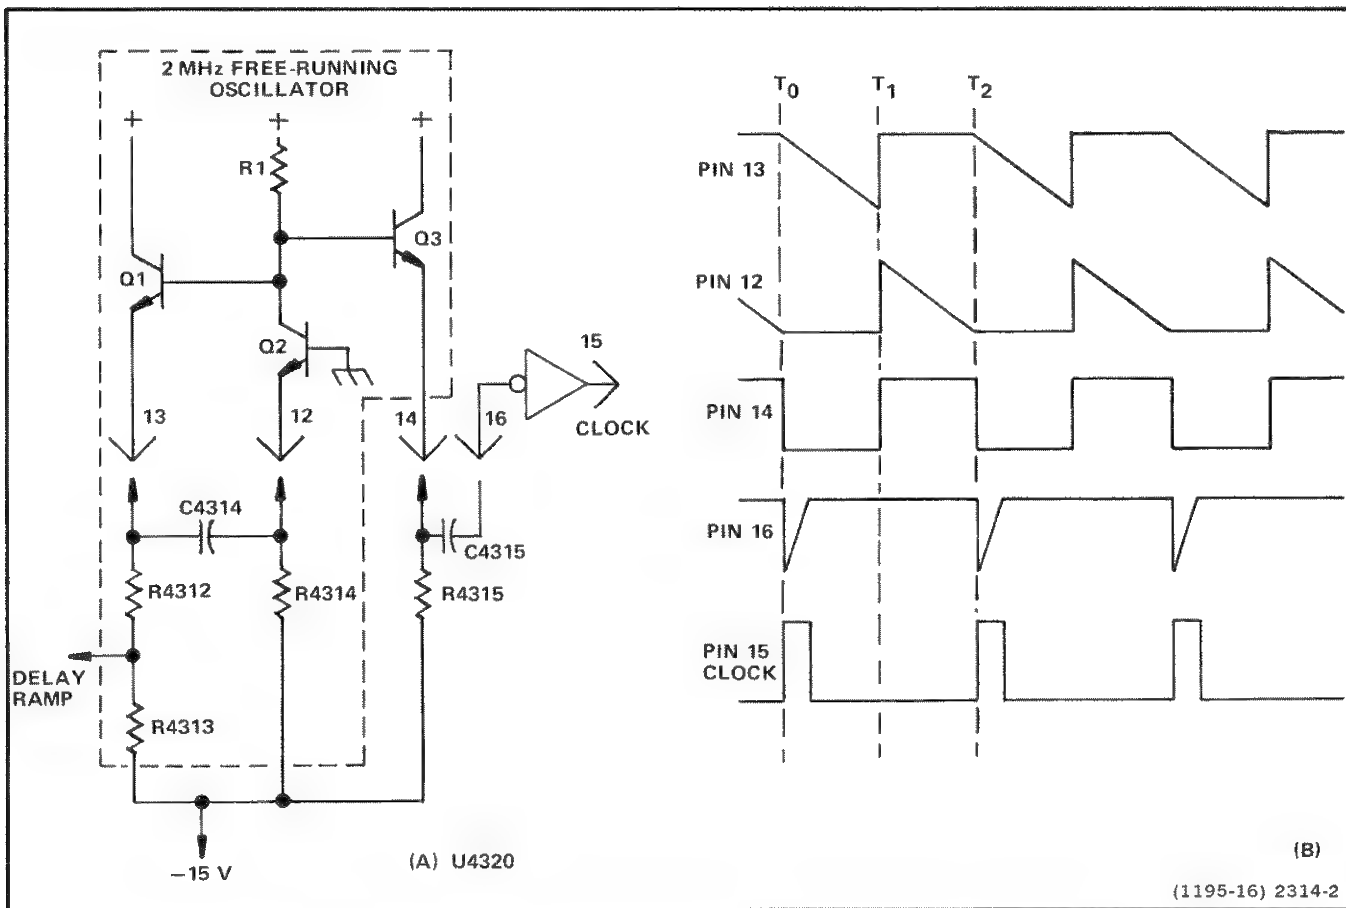 2 MHz FREE-RUNNING
OSCILLATOR
+ + +
R1
Q1
Q3
Q2
15
13
12
14
16
CLOCK
C4314
C4315
R4312
R4314
R4315
DELAY
RAMP
R4313
−15 V
(A) U4320
T0 T1 T2
PIN 13
PIN 12
PIN 14
PIN 16
PIN 15
CLOCK
(B)
(1195-16) 2314-2